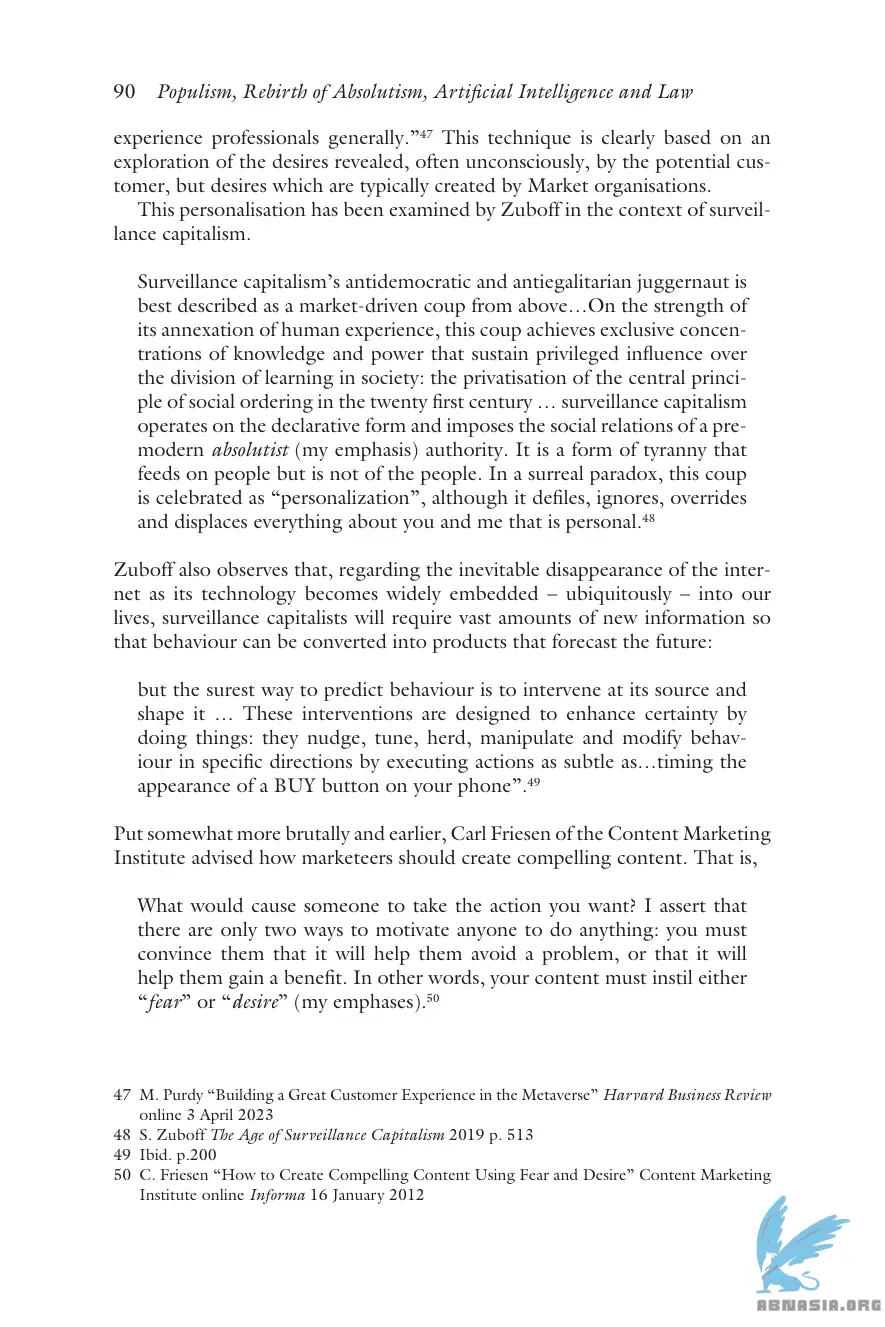 90 Populism, Rebirth of Absolutism, Artificial Intelligence and Law
experience professionals generally.”47 This technique is clearly based on an
exploration of the desires revealed, often unconsciously, by the potential cus-
tomer, but desires which are typically created by Market organisations.
This personalisation has been examined by Zuboff in the context of surveil-
lance capitalism.
Surveillance capitalism’s antidemocratic and antiegalitarian juggernaut is
best described as a market-driven coup from above…On the strength of
its annexation of human experience, this coup achieves exclusive concen-
trations of knowledge and power that sustain privileged influence over
the division of learning in society: the privatisation of the central princi-
ple of social ordering in the twenty first century … surveillance capitalism
operates on the declarative form and imposes the social relations of a pre-
modern absolutist (my emphasis) authority. It is a form of tyranny that
feeds on people but is not of the people. In a surreal paradox, this coup
is celebrated as “personalization”, although it defiles, ignores, overrides
and displaces everything about you and me that is personal.48
Zuboff also observes that, regarding the inevitable disappearance of the inter-
net as its technology becomes widely embedded – ubiquitously – into our
lives, surveillance capitalists will require vast amounts of new information so
that behaviour can be converted into products that forecast the future:
but the surest way to predict behaviour is to intervene at its source and
shape it … These interventions are designed to enhance certainty by
doing things: they nudge, tune, herd, manipulate and modify behav-
iour in specific directions by executing actions as subtle as…timing the
appearance of a BUY button on your phone”.49
Put somewhat more brutally and earlier, Carl Friesen of the Content Marketing
Institute advised how marketeers should create compelling content. That is,
What would cause someone to take the action you want? I assert that
there are only two ways to motivate anyone to do anything: you must
convince them that it will help them avoid a problem, or that it will
help them gain a benefit. In other words, your content must instil either
“fear” or “desire” (my emphases).50
47 M. Purdy “Building a Great Customer Experience in the Metaverse” Harvard Business Review
online 3 April 2023
48 S. Zuboff The Age of Surveillance Capitalism 2019 p. 513
49 Ibid. p.200
50 C. Friesen “How to Create Compelling Content Using Fear and Desire” Content Marketing
Institute online Informa 16 January 2012
ABNASIA.ORG